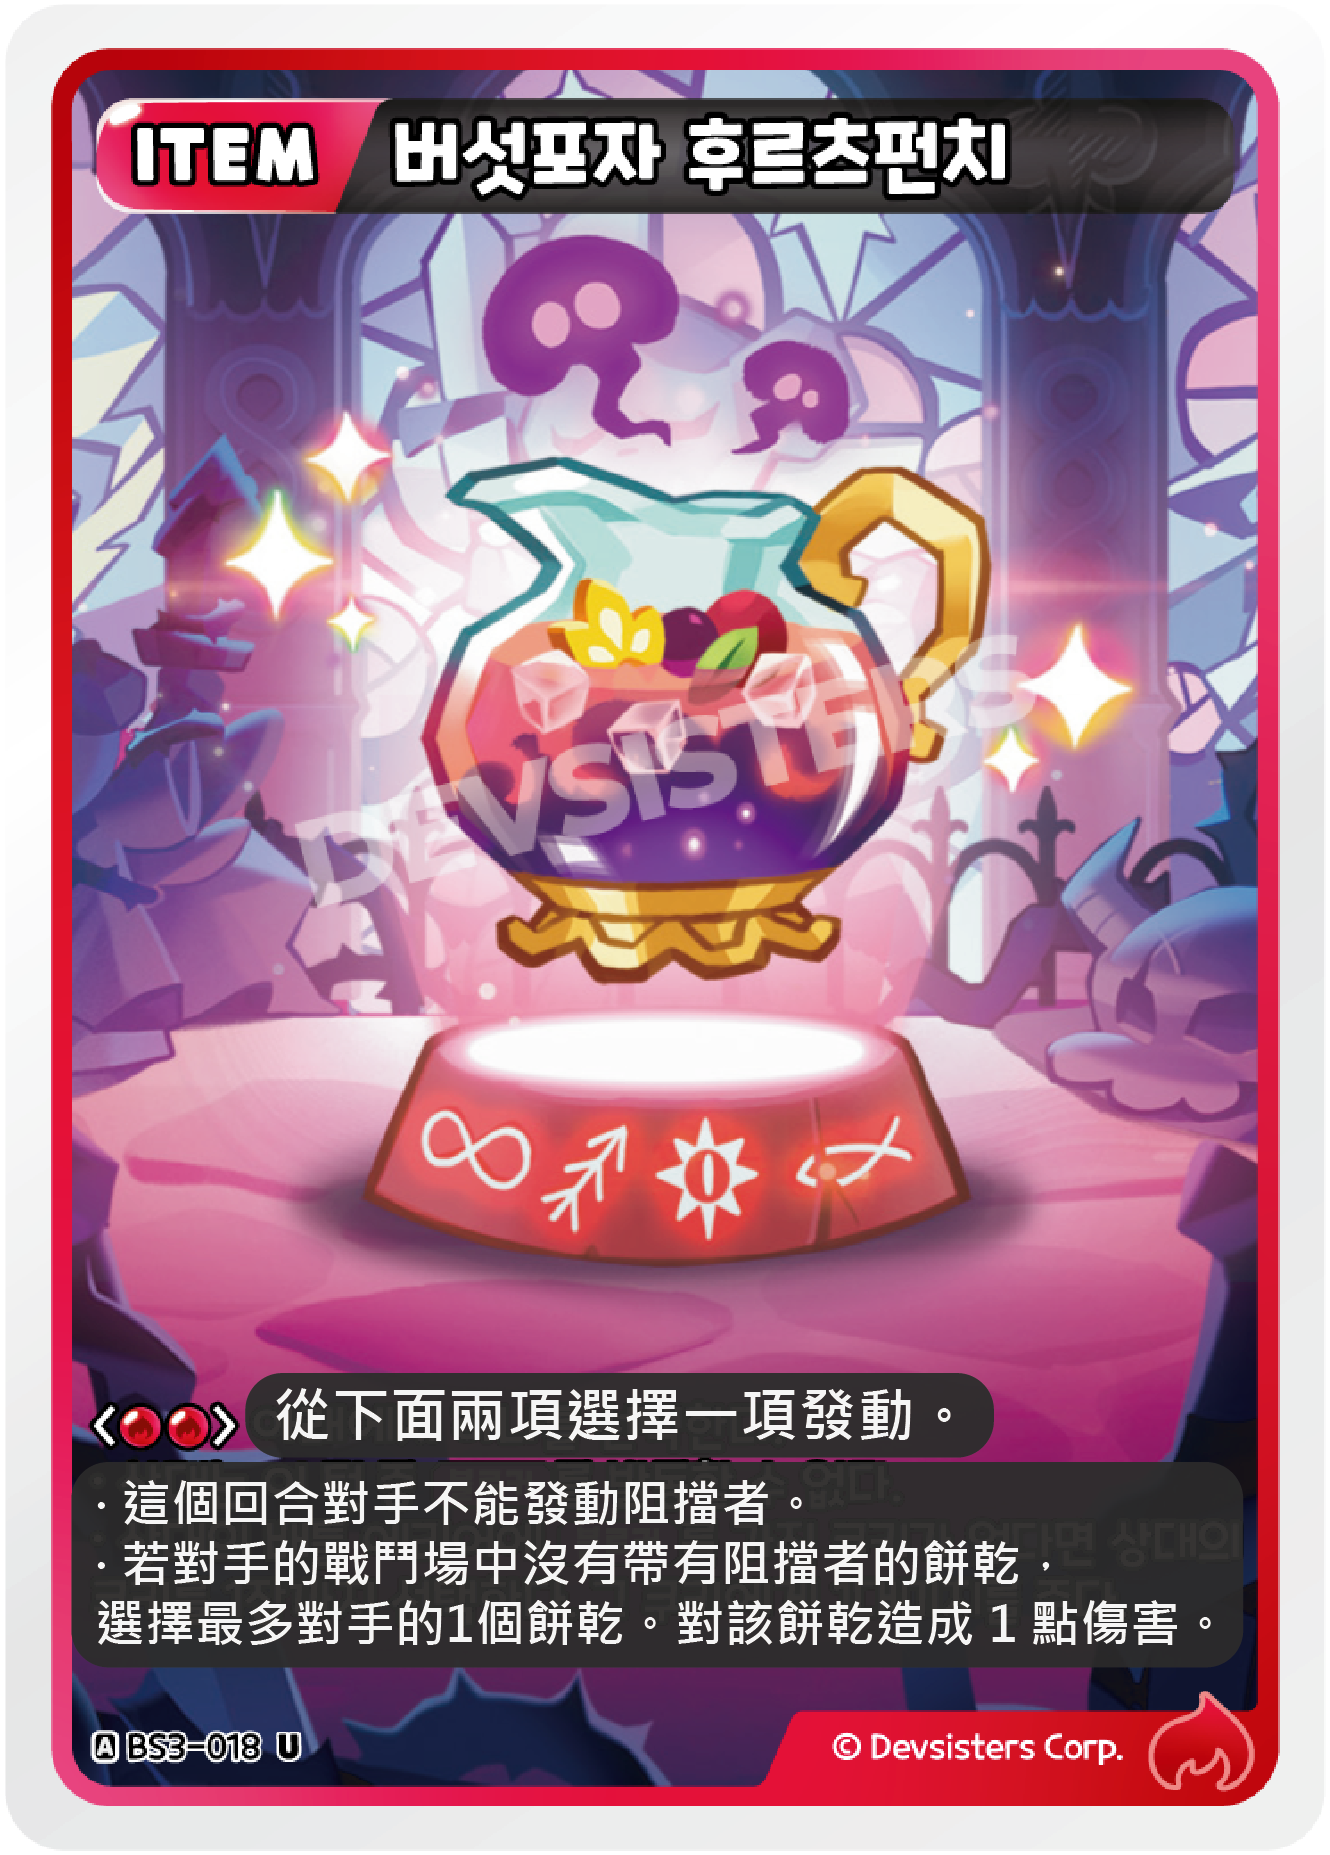 ITEM 버섯포자 후르츠펀치
DEVSISTERS
從下面兩項選擇一項發動。
· 這個回合對手不能發動阻擋者。
· 若對手的戰鬥場中沒有帶有阻擋者的餅乾，
選擇最多對手的1個餅乾。對該餅乾造成 1 點傷害。
A BS3-018 U
© Devsisters Corp.